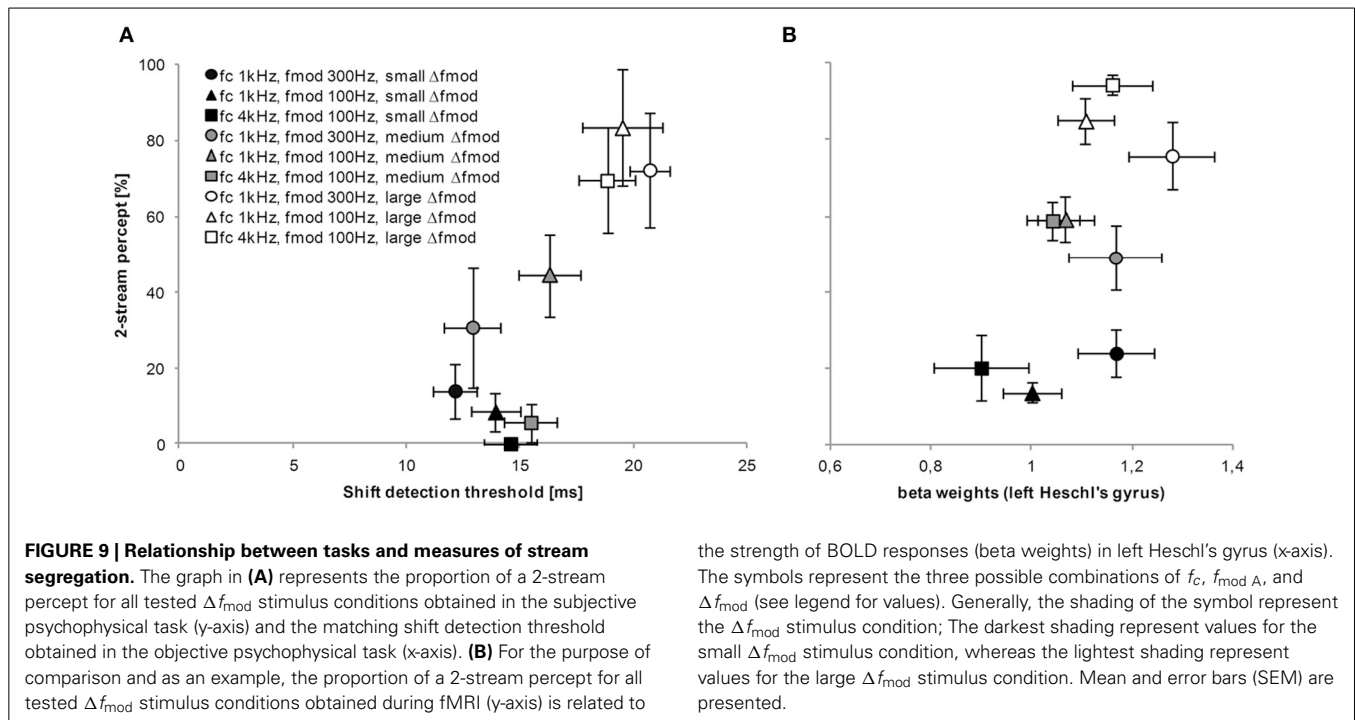 A
B
100
80
60
40
20
0
2-stream percept [%]
fc 1kHz, fmod 300Hz, small Δfmod
fc 1kHz, fmod 100Hz, small Δfmod
fc 4kHz, fmod 100Hz, small Δfmod
fc 1kHz, fmod 300Hz, medium Δfmod
fc 1kHz, fmod 100Hz, medium Δfmod
fc 4kHz, fmod 100Hz, medium Δfmod
fc 1kHz, fmod 300Hz, large Δfmod
fc 1kHz, fmod 100Hz, large Δfmod
fc 4kHz, fmod 100Hz, large Δfmod
0 5 10 15 20 25
Shift detection threshold [ms]
0,6 0,8 1 1,2 1,4
beta weights (left Heschl's gyrus)
FIGURE 9 | Relationship between tasks and measures of stream
segregation. The graph in (A) represents the proportion of a 2-stream
percept for all tested Δfmod stimulus conditions obtained in the subjective
psychophysical task (y-axis) and the matching shift detection threshold
obtained in the objective psychophysical task (x-axis). (B) For the purpose of
comparison and as an example, the proportion of a 2-stream percept for all
tested Δfmod stimulus conditions obtained during fMRI (y-axis) is related to
the strength of BOLD responses (beta weights) in left Heschl's gyrus (x-axis).
The symbols represent the three possible combinations of fc, fmod A, and
Δfmod (see legend for values). Generally, the shading of the symbol represent
the Δfmod stimulus condition; The darkest shading represent values for the
small Δfmod stimulus condition, whereas the lightest shading represent
values for the large Δfmod stimulus condition. Mean and error bars (SEM) are
presented.